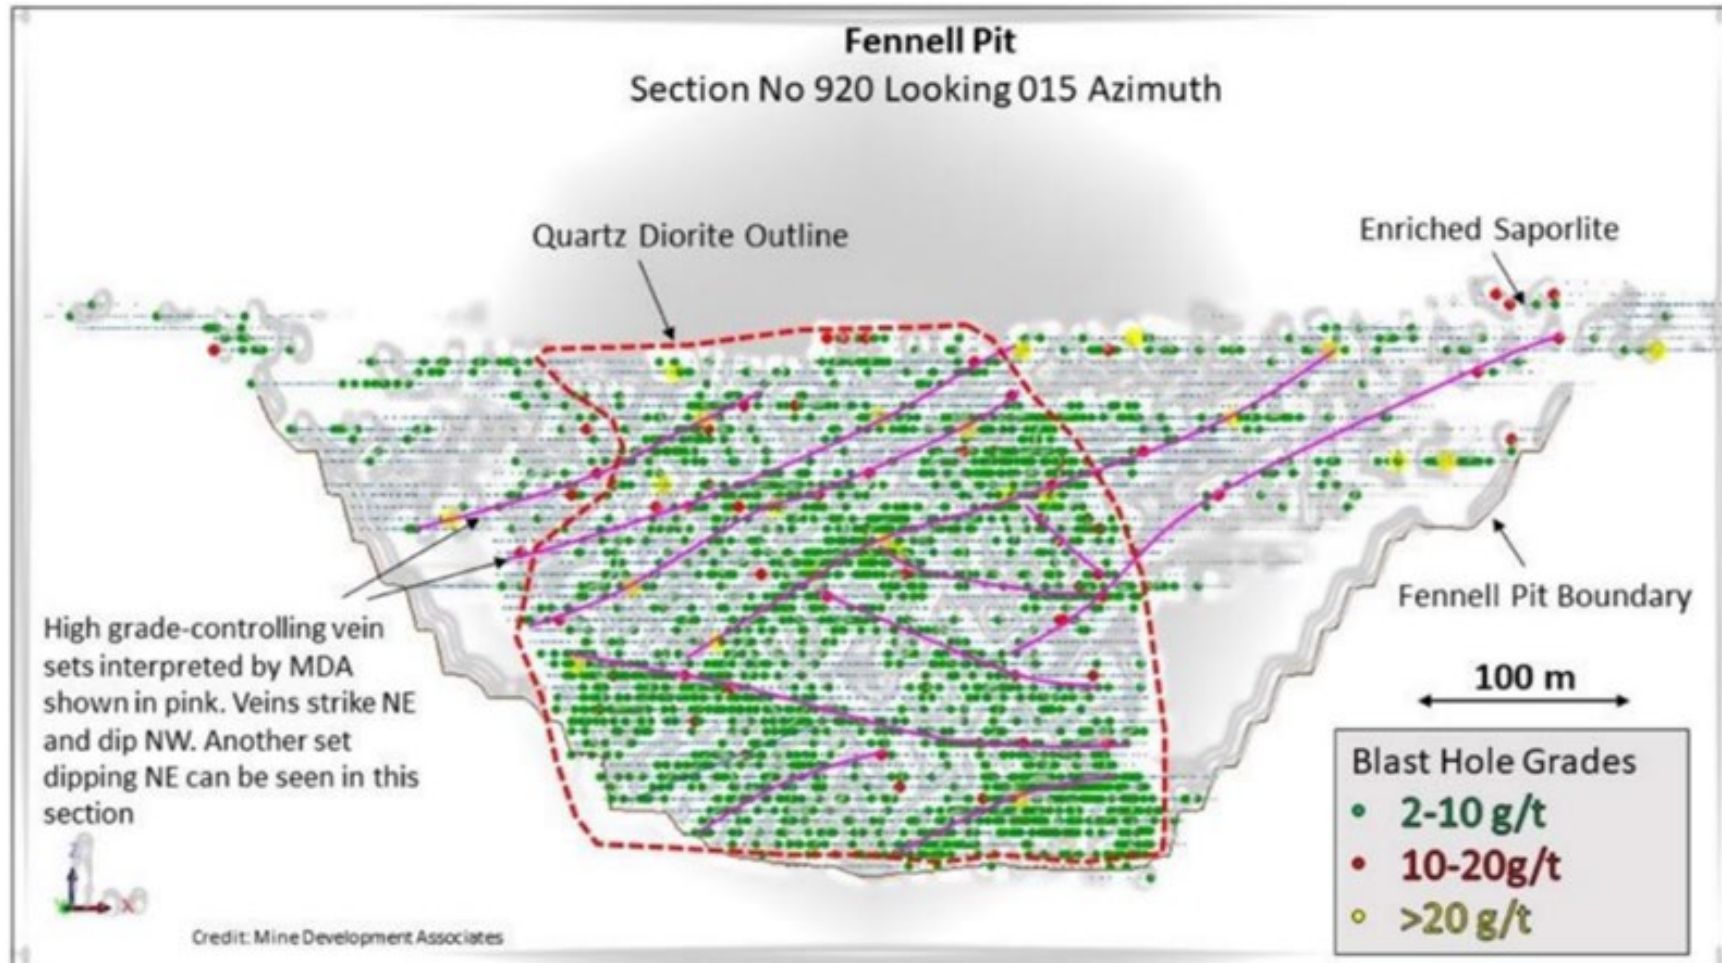 Fennell Pit
Section No 920 Looking 015 Azimuth
Quartz Diorite Outline
Enriched Saporlite
High grade-controlling vein
sets interpreted by MDA
shown in pink. Veins strike NE
and dip NW. Another set
dipping NE can be seen in this
section
Fennell Pit Boundary
100 m
Blast Hole Grades
2-10 g/t
10-20g/t
>20 g/t
X
Credit: Mine Development Associates